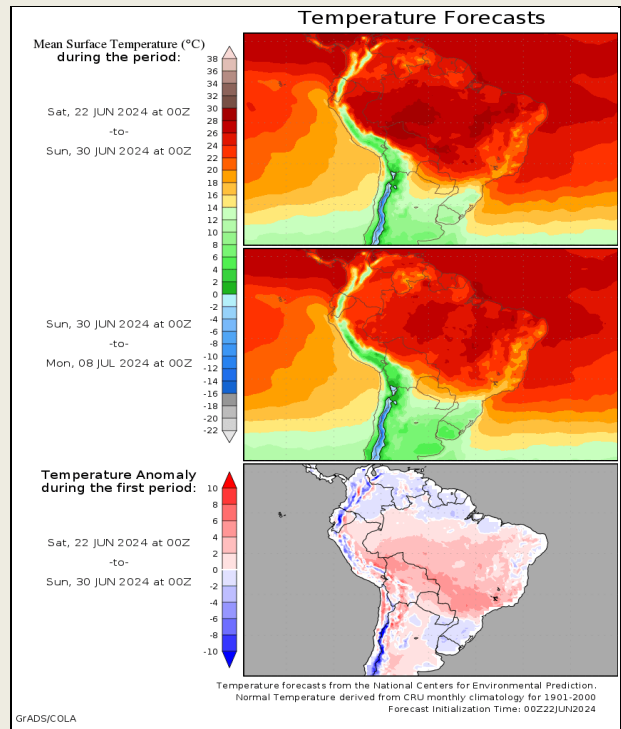 Temperature Forecasts
Mean Surface Temperature (°C)
during the period:
Sat, 22 JUN 2024 at 00Z
-to-
Sun, 30 JUN 2024 at 00Z
38
36
34
32
30
28
26
24
22
20
18
16
14
12
10
8
6
4
2
0
-2
-4
-6
-8
-10
-12
-14
-16
-18
-20
-22
Sun, 30 JUN 2024 at 00Z
-to-
Mon, 08 JUL 2024 at 00Z
Temperature Anomaly
during the first period:
Sat, 22 JUN 2024 at 00Z
-to-
Sun, 30 JUN 2024 at 00Z
10
8
6
4
2
0
-2
-4
-6
-8
-10
Temperature forecasts from the National Centers for Environmental Prediction.
Normal Temperature derived from CRU monthly climatology for 1901-2000
Forecast Initialization Time: 00Z22JUN2024
GrADS/COLA